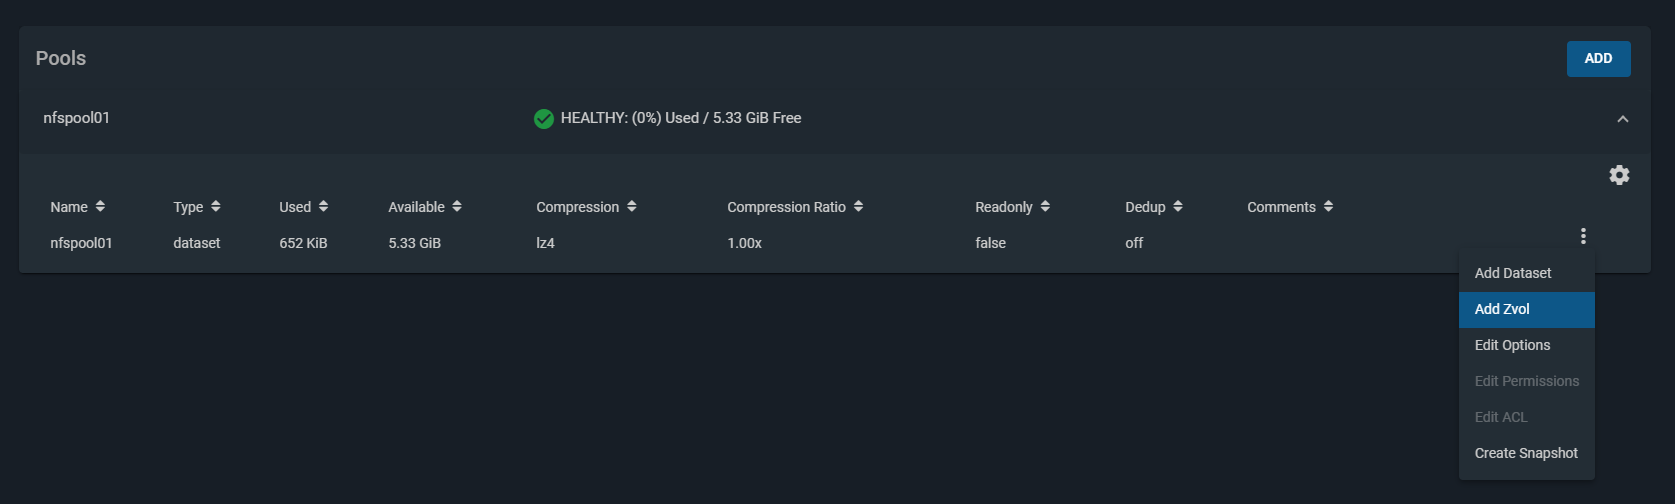 Pools
ADD
nfspool01
HEALTHY: (0%) Used / 5.33 GiB Free
Name Type Used Available Compression Compression Ratio Readonly Dedup Comments
nfspool01 dataset 652 KiB 5.33 GiB lz4 1.00x false off
Add Dataset
Add Zvol
Edit Options
Edit Permissions
Edit ACL
Create Snapshot